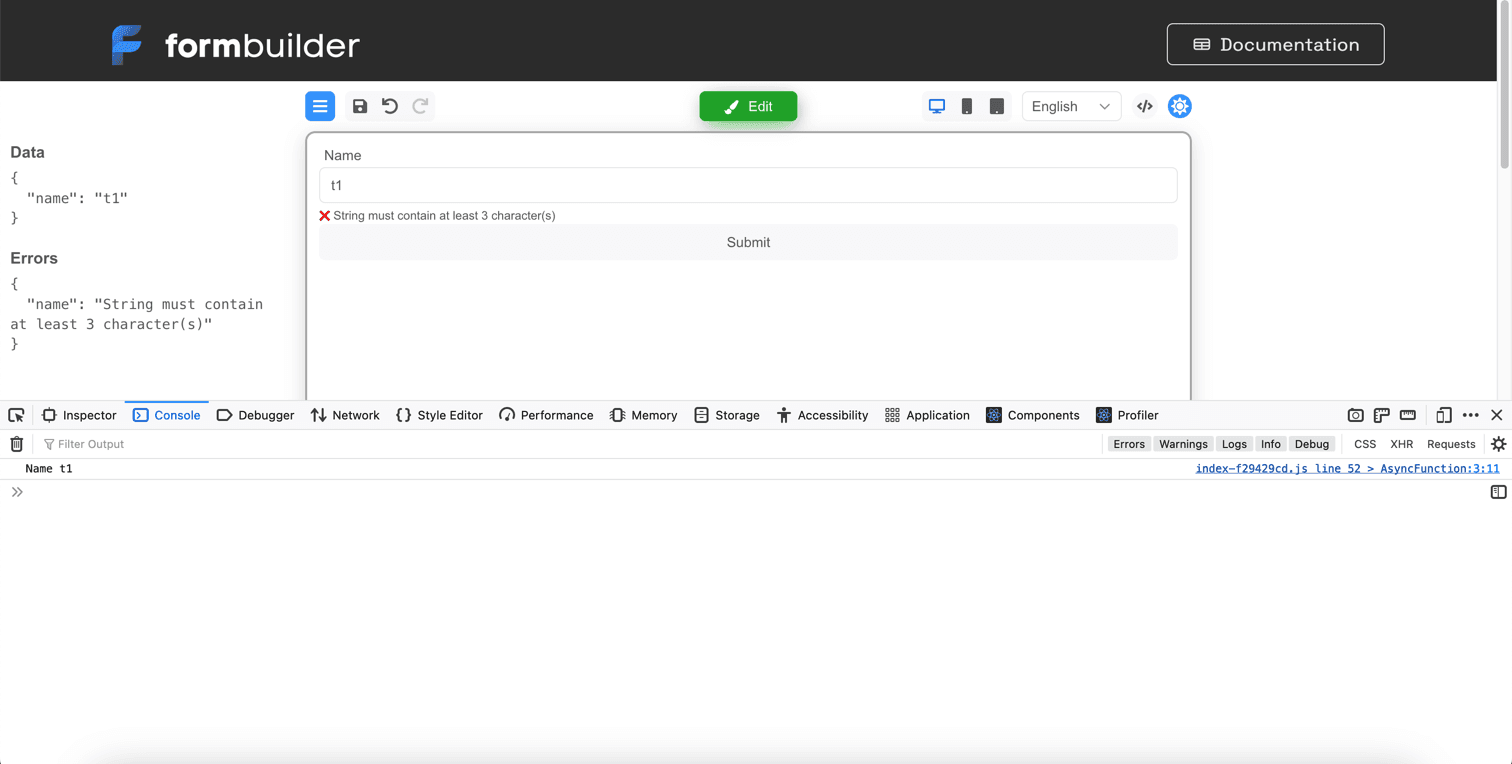 formbuilder
Documentation
Edit
English
Data
{
"name": "t1"
}
Errors
{
"name": "String must contain
at least 3 character(s)"
}
Name
t1
❌ String must contain at least 3 character(s)
Submit
Inspector Console Debugger Network {} Style Editor Performance Memory Storage Accessibility Application Components Profiler
Filter Output Errors Warnings Logs Info Debug CSS XHR Requests
Name t1 index-f29429cd.js line 52 > AsyncFunction:3:11